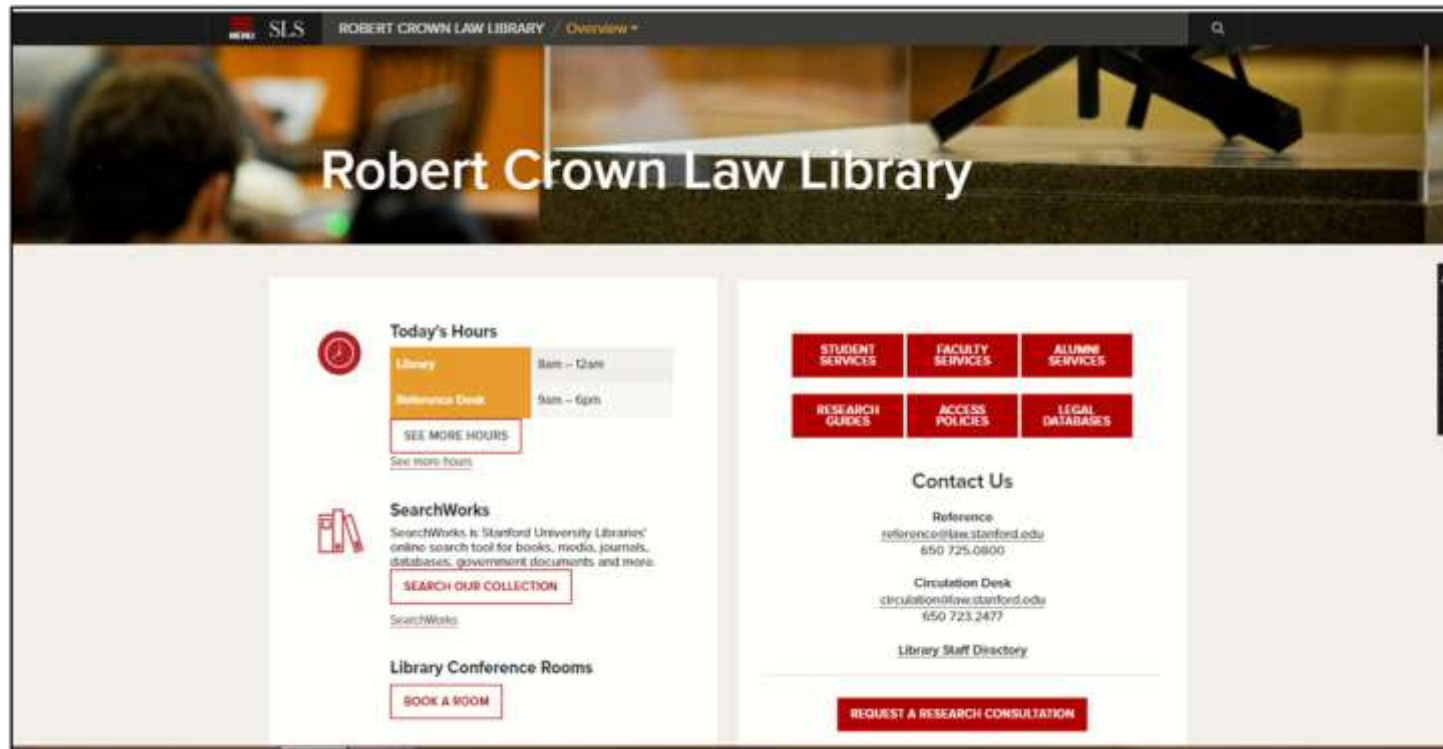 MENU SLS ROBERT CROWN LAW LIBRARY / Overview
Robert Crown Law Library
Today's Hours
Library 8am – 12am
Reference Desk 9am – 6pm
SEE MORE HOURS
See more hours
SearchWorks
SearchWorks is Stanford University Libraries'
online search tool for books, media, journals,
databases, government documents and more.
SEARCH OUR COLLECTION
SearchWorks
Library Conference Rooms
BOOK A ROOM
STUDENT
SERVICES
FACULTY
SERVICES
ALUMNI
SERVICES
RESEARCH
GUIDES
ACCESS
POLICIES
LEGAL
DATABASES
Contact Us
Reference
reference@law.stanford.edu
650 725.0800
Circulation Desk
circulation@law.stanford.edu
650 723.2477
Library Staff Directory
REQUEST A RESEARCH CONSULTATION